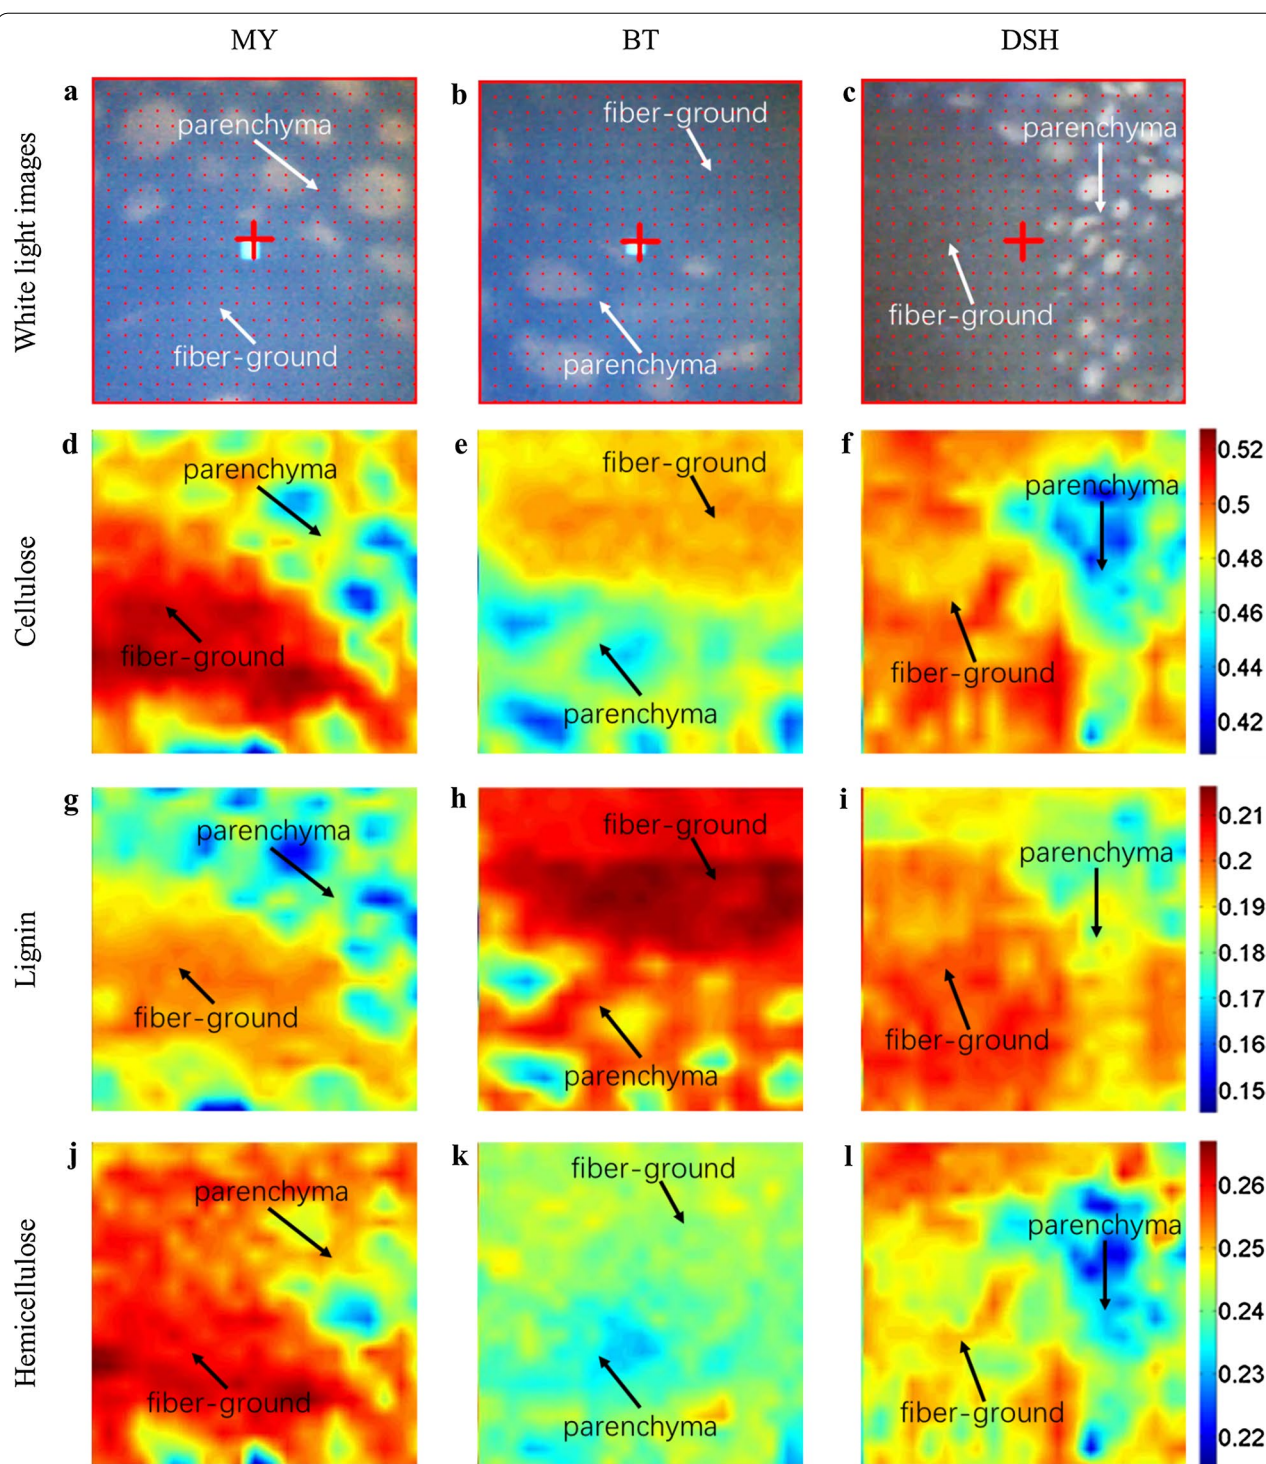 MY BT DSH
White light images
a b c
parenchyma fiber-ground parenchyma
fiber-ground parenchyma fiber-ground
Cellulose
d e f
parenchyma fiber-ground parenchyma
fiber-ground parenchyma fiber-ground
0.52
0.5
0.48
0.46
0.44
0.42
Lignin
g h i
parenchyma fiber-ground parenchyma
fiber-ground parenchyma fiber-ground
0.21
0.2
0.19
0.18
0.17
0.16
0.15
Hemicellulose
j k l
parenchyma fiber-ground parenchyma
fiber-ground parenchyma fiber-ground
0.26
0.25
0.24
0.23
0.22